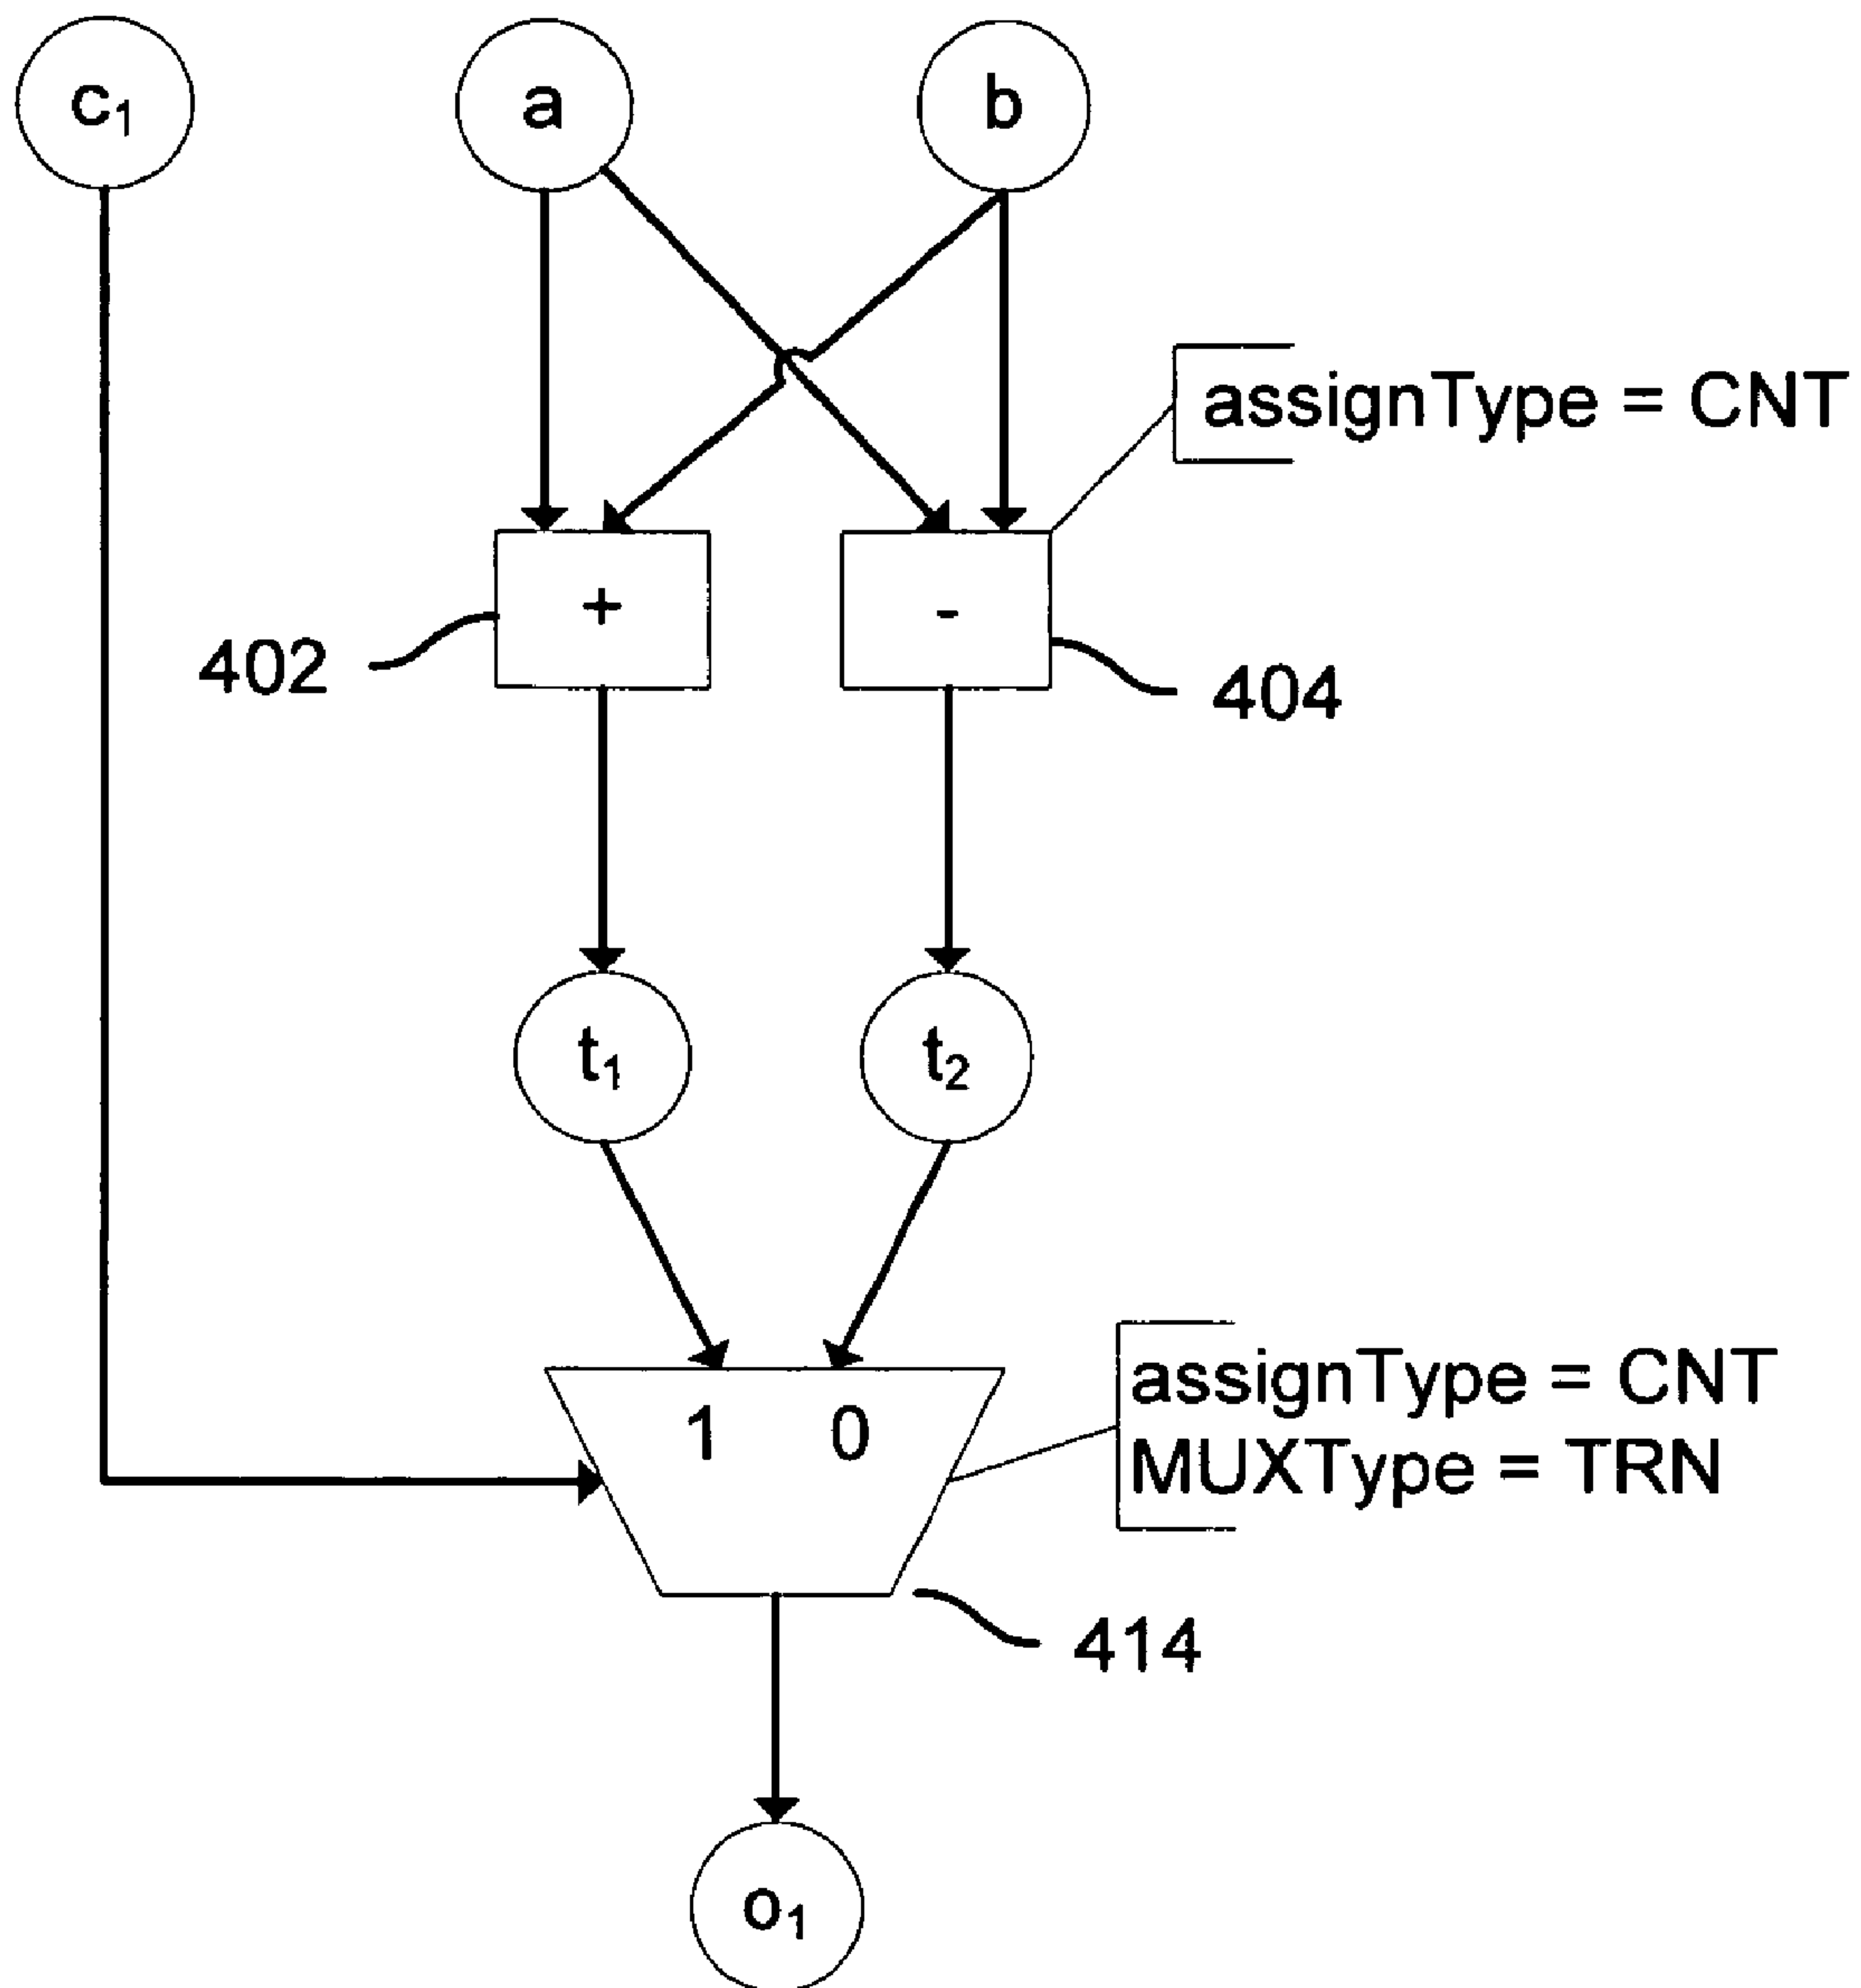 c₁
a
b
assignType = CNT
+
-
402
404
t₁
t₂
1 0
assignType = CNT
MUXType = TRN
414
o₁